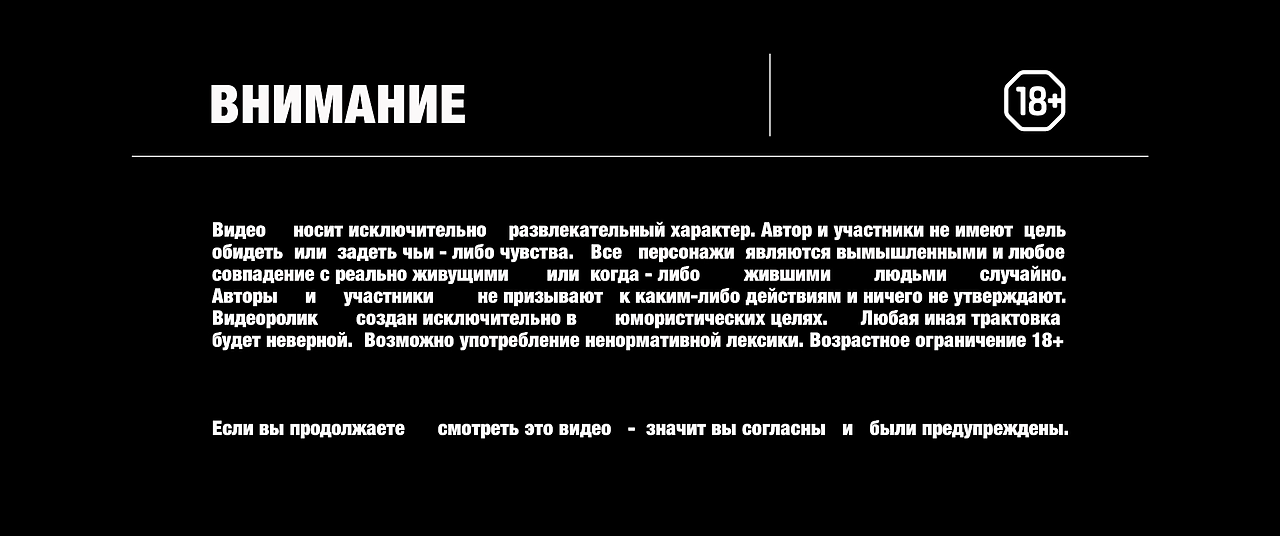 ВНИМАНИЕ
18+
Видео носит исключительно развлекательный характер. Автор и участники не имеют цель
обидеть или задеть чьи - либо чувства. Все персонажи являются вымышленными и любое
совпадение с реально живущими или когда - либо жившими людьми случайно.
Авторы и участники не призывают к каким-либо действиям и ничего не утверждают.
Видеоролик создан исключительно в юмористических целях. Любая иная трактовка
будет неверной. Возможно употребление ненормативной лексики. Возрастное ограничение 18+
Если вы продолжаете смотреть это видео - значит вы согласны и были предупреждены.